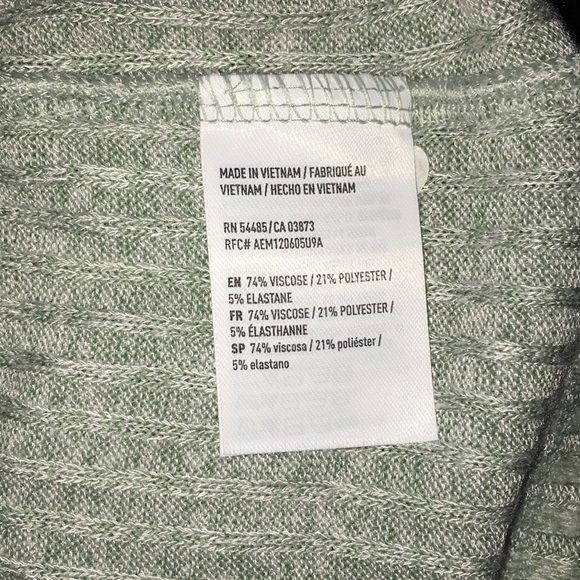 MADE IN VIETNAM / FABRIQUÉ AU
VIETNAM / HECHO EN VIETNAM
RN 54485/CA 03873
RFC# AEM120605U9A
EN 74% VISCOSE / 21% POLYESTER /
5% ELASTANE
FR 74% VISCOSE / 21% POLYESTER /
5% ÉLASTHANNE
SP 74% viscosa / 21% poliéster /
5% elastano